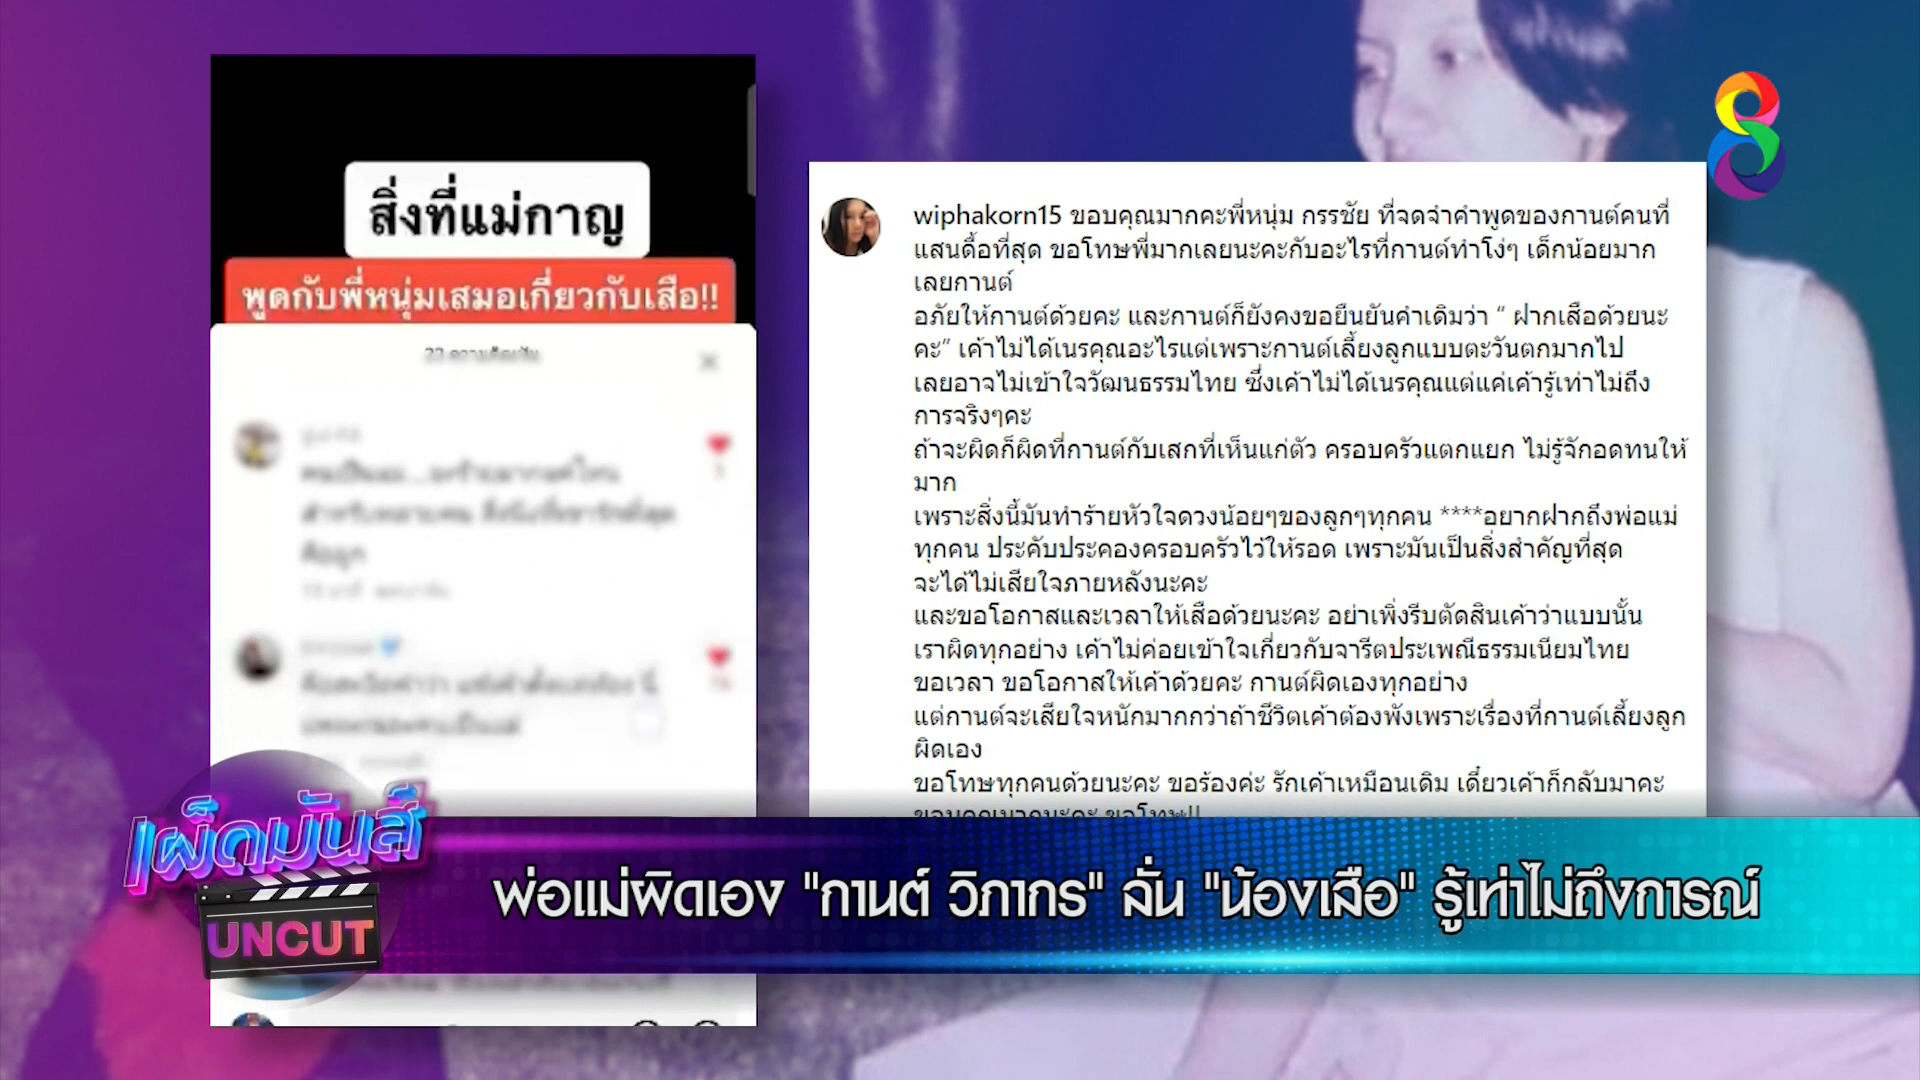 สิ่งที่แม่กาญ
พูดกับพี่หนุ่มเสมอเกี่ยวกับเสือ!!
wiphakorn15 ขอบคุณมากคะพี่หนุ่ม กรรชัย ที่จดจำคำพูดของกานต์คนที่
แสนดื้อที่สุด ขอโทษพี่มากเลยนะคะกับอะไรที่กานต์ทำโง่ๆ เด็กน้อยมาก
เลยกานต์
อภัยให้กานต์ด้วยคะ และกานต์ก็ยังคงขอยืนยันคำเดิมว่า “ ฝากเสือด้วยนะ
คะ” เค้าไม่ได้เนรคุณอะไรแต่เพราะกานต์เลี้ยงลูกแบบตะวันตกมากไป
เลยอาจไม่เข้าใจวัฒนธรรมไทย ซึ่งเค้าไม่ได้เนรคุณแต่แค่เค้ารู้เท่าไม่ถึง
การจริงๆคะ
ถ้าจะผิดก็ผิดที่กานต์กับเสกที่เห็นแก่ตัว ครอบครัวแตกแยก ไม่รู้จักอดทนให้
มาก
เพราะสิ่งนี้มันทำร้ายหัวใจดวงน้อยๆของลูกๆทุกคน ****อยากฝากถึงพ่อแม่
ทุกคน ประคับประคองครอบครัวไว้ให้รอด เพราะมันเป็นสิ่งสำคัญที่สุด
จะได้ไม่เสียใจภายหลังนะคะ
และขอโอกาสและเวลาให้เสือด้วยนะคะ อย่าเพิ่งรีบตัดสินเค้าว่าแบบนั้น
เราผิดทุกอย่าง เค้าไม่ค่อยเข้าใจเกี่ยวกับจารีตประเพณีธรรมเนียมไทย
ขอเวลา ขอโอกาสให้เค้าด้วยคะ กานต์ผิดเองทุกอย่าง
แต่กานต์จะเสียใจหนักมากกว่าถ้าชีวิตเค้าต้องพังเพราะเรื่องที่กานต์เลี้ยงลูก
ผิดเอง
ขอโทษทุกคนด้วยนะคะ ขอร้องค่ะ รักเค้าเหมือนเดิม เดี๋ยวเค้าก็กลับมาคะ
8
เผ็ดมันส์
UNCUT
พ่อแม่ผิดเอง "กานต์ วิภากร" ลั่น "น้องเสือ" รู้เท่าไม่ถึงการณ์